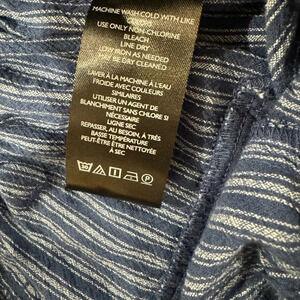 MACHINE WASH COLD WITH LIKE
COLORS
USE ONLY NON-CHLORINE
BLEACH
LINE DRY
LOW IRON AS NEEDED
MAY BE DRY CLEANED
LAVER À LA MACHINE À L'EAU
FROIDE AVEC COULEURS
SIMILAIRES
UTILISER UN AGENT DE
BLANCHIMENT SANS CHLORE SI
NÉCESSAIRE
LIGNE SEC
REPASSER, AU BESOIN, À TRÈS
BASSE TEMPÉRATURE
PEUT-ÊTRE ÊTRE NETTOYÉE
À SEC